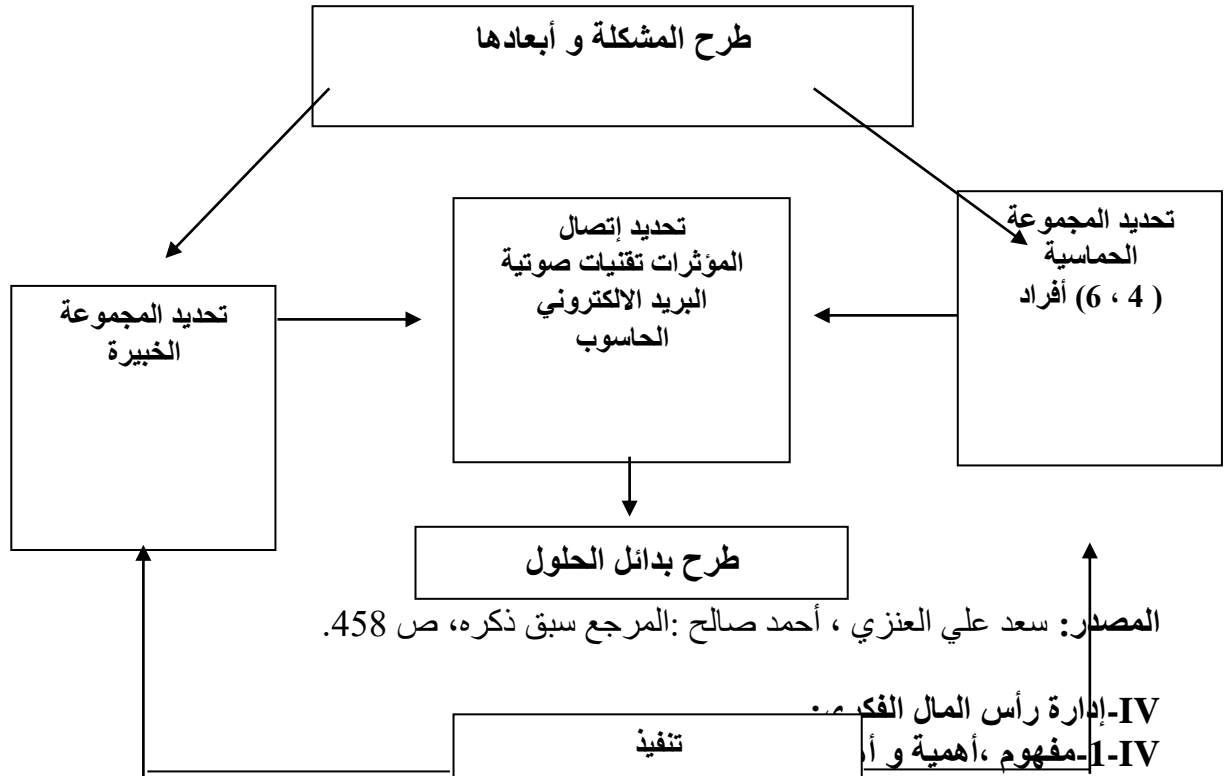 طرح المشكلة و أبعادها
تحديد المجموعة
الحماسية
( 4 ، 6) أفراد
تحديد إتصال
المؤثرات تقنيات صوتية
البريد الالكتروني
الحاسوب
تحديد المجموعة
الخبيرة
طرح بدائل الحلول
المصدر: سعد علي العنزي ، أحمد صالح :المرجع سبق ذكره، ص 458.
IV-إدارة رأس المال
IV-1-مفهوم ،أهمية و
تنفيذ